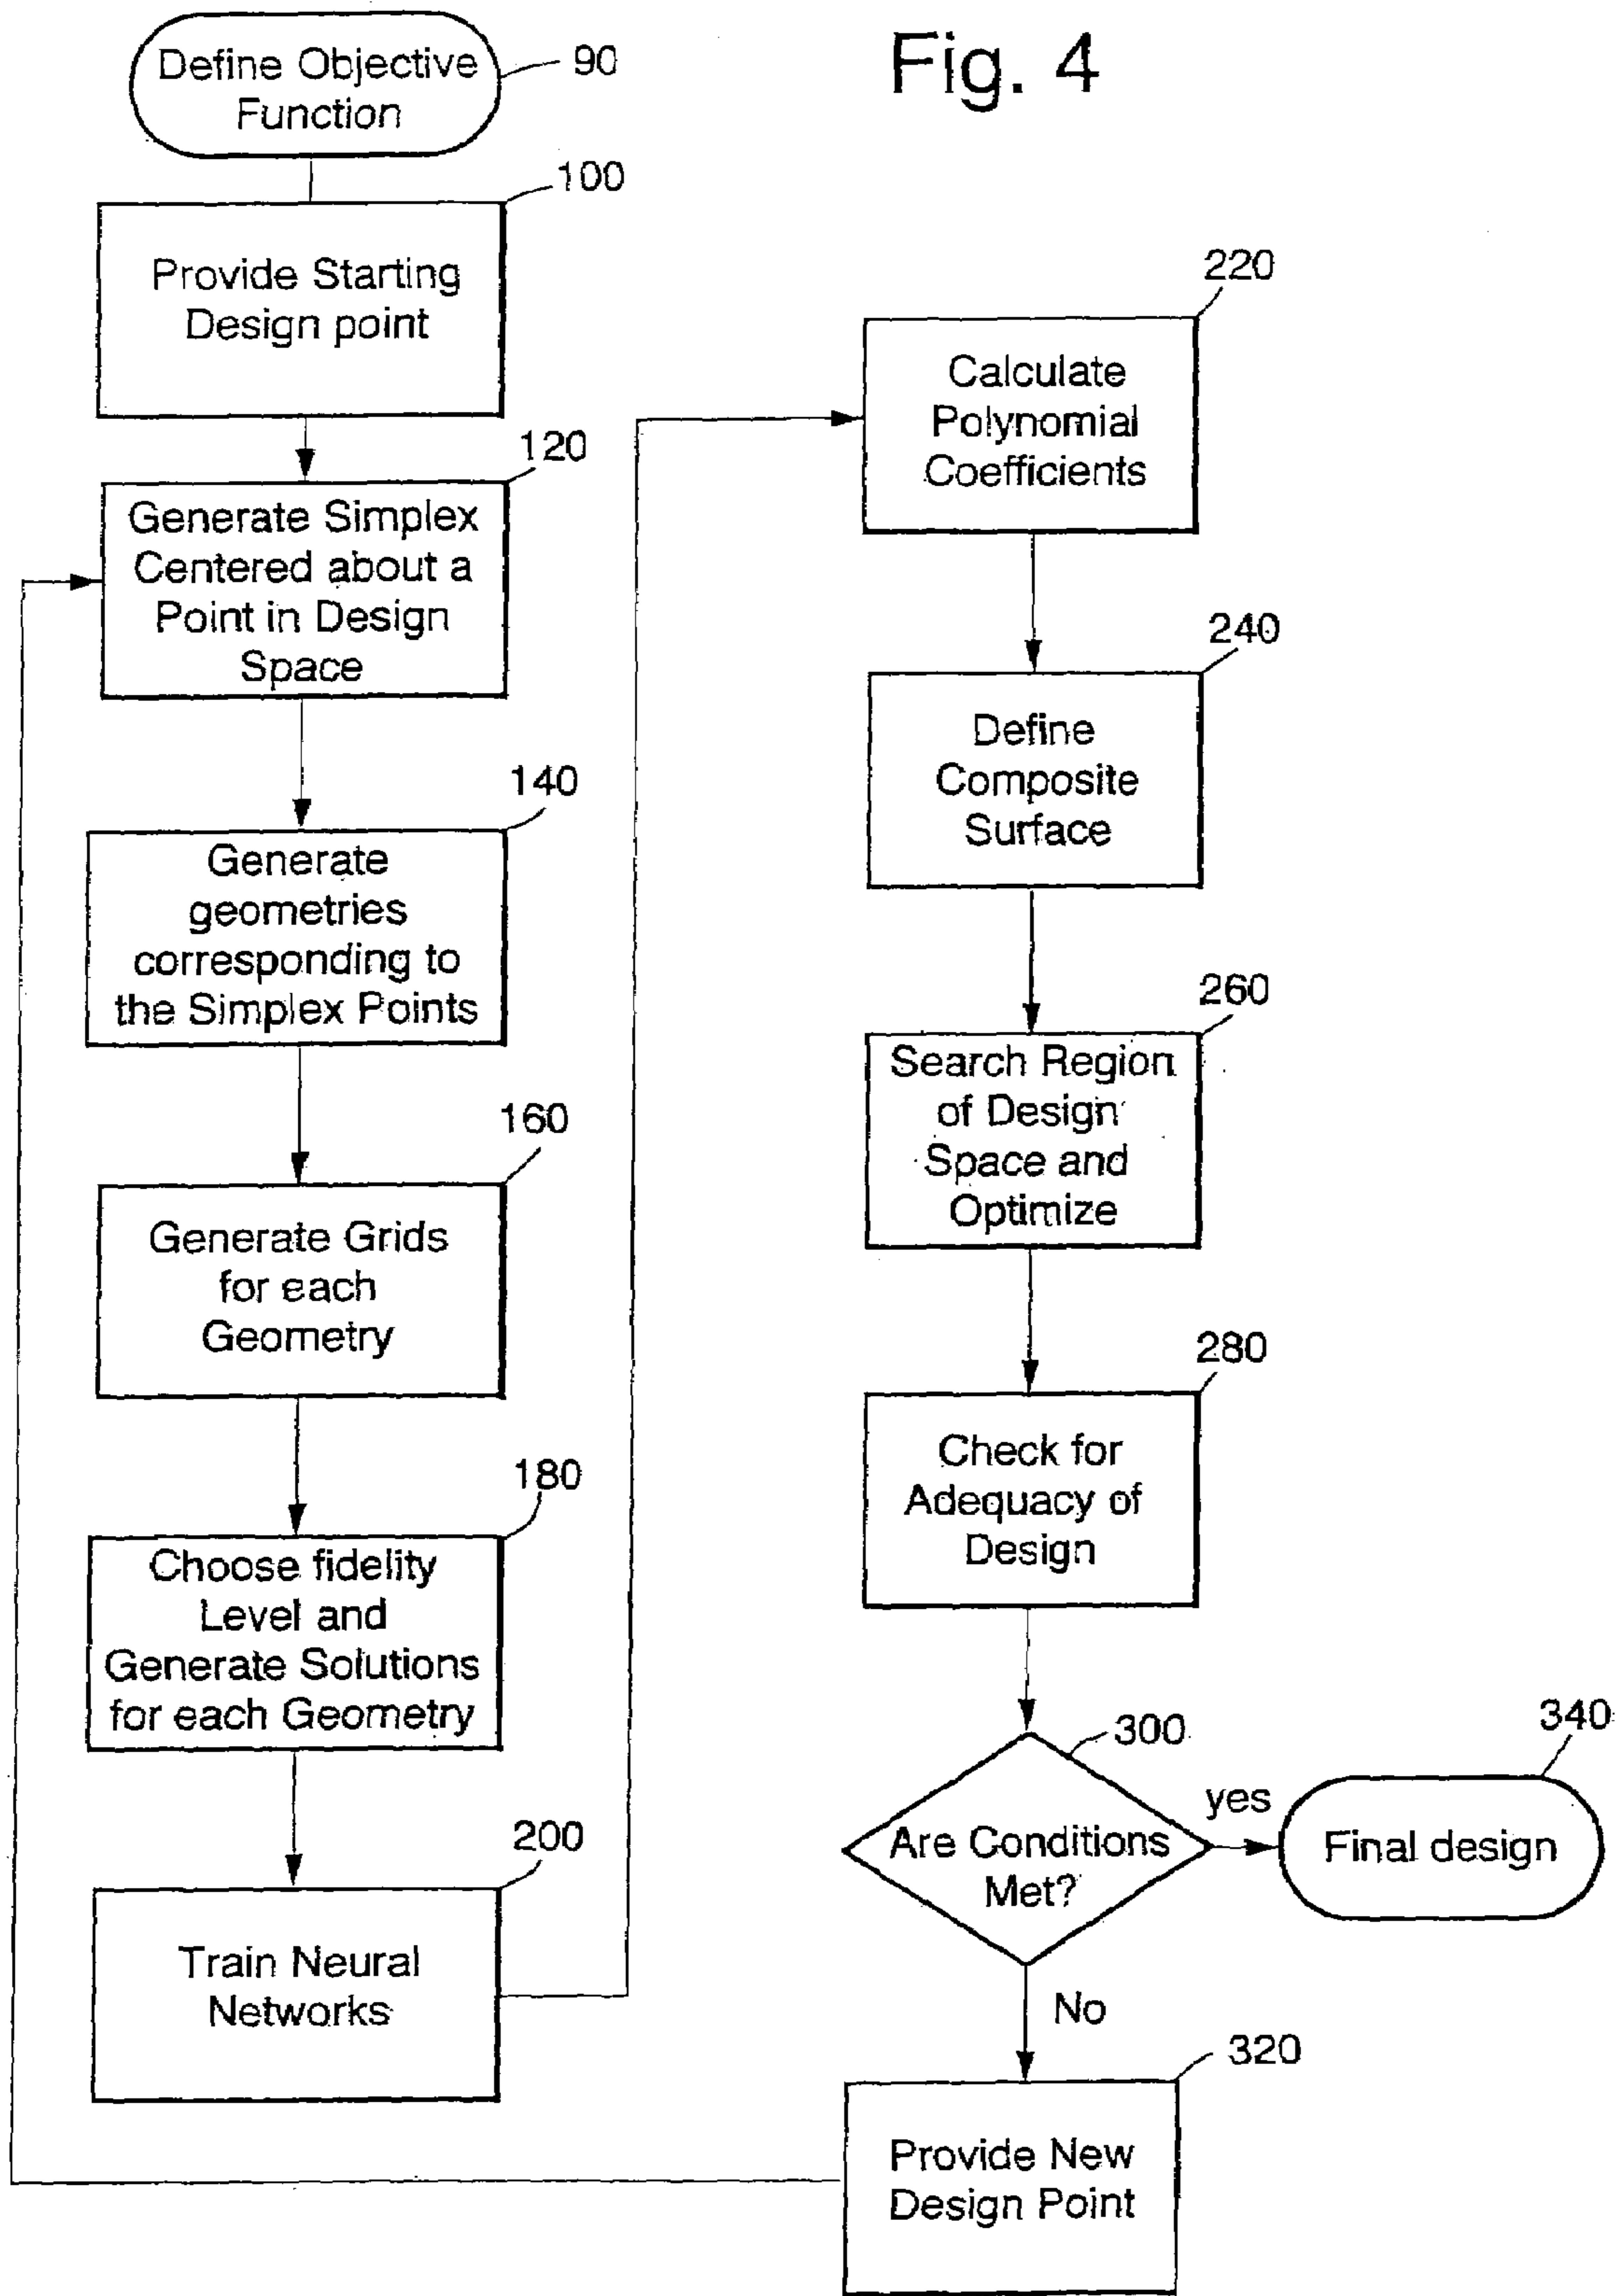 Fig. 4
Define Objective
Function
90
100
Provide Starting
Design point
120
Generate Simplex
Centered about a
Point in Design
Space
140
Generate
geometries
corresponding to
the Simplex Points
160
Generate Grids
for each
Geometry
180
Choose fidelity
Level and
Generate Solutions
for each Geometry
200
Train Neural
Networks
220
Calculate
Polynomial
Coefficients
240
Define
Composite
Surface
260
Search Region
of Design
Space and
Optimize
280
Check for
Adequacy of
Design
300
Are Conditions
Met?
yes
340
Final design
No
320
Provide New
Design Point